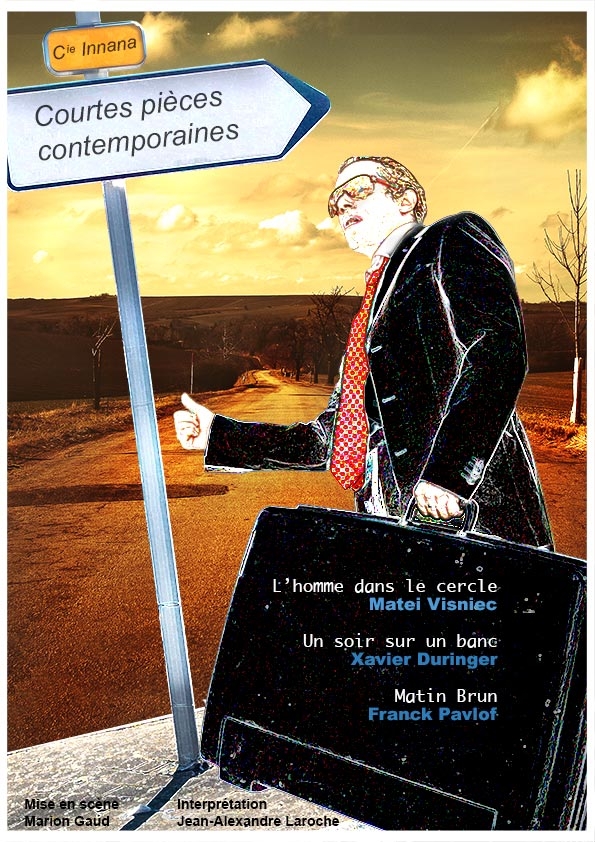 Cie Innana
Courtes pièces
contemporaines
L'homme dans le cercle
Matei Visniec
Un soir sur un banc
Xavier Duringer
Matin Brun
Franck Pavlof
Mise en scène
Marion Gaud
Interprétation
Jean-Alexandre Laroche